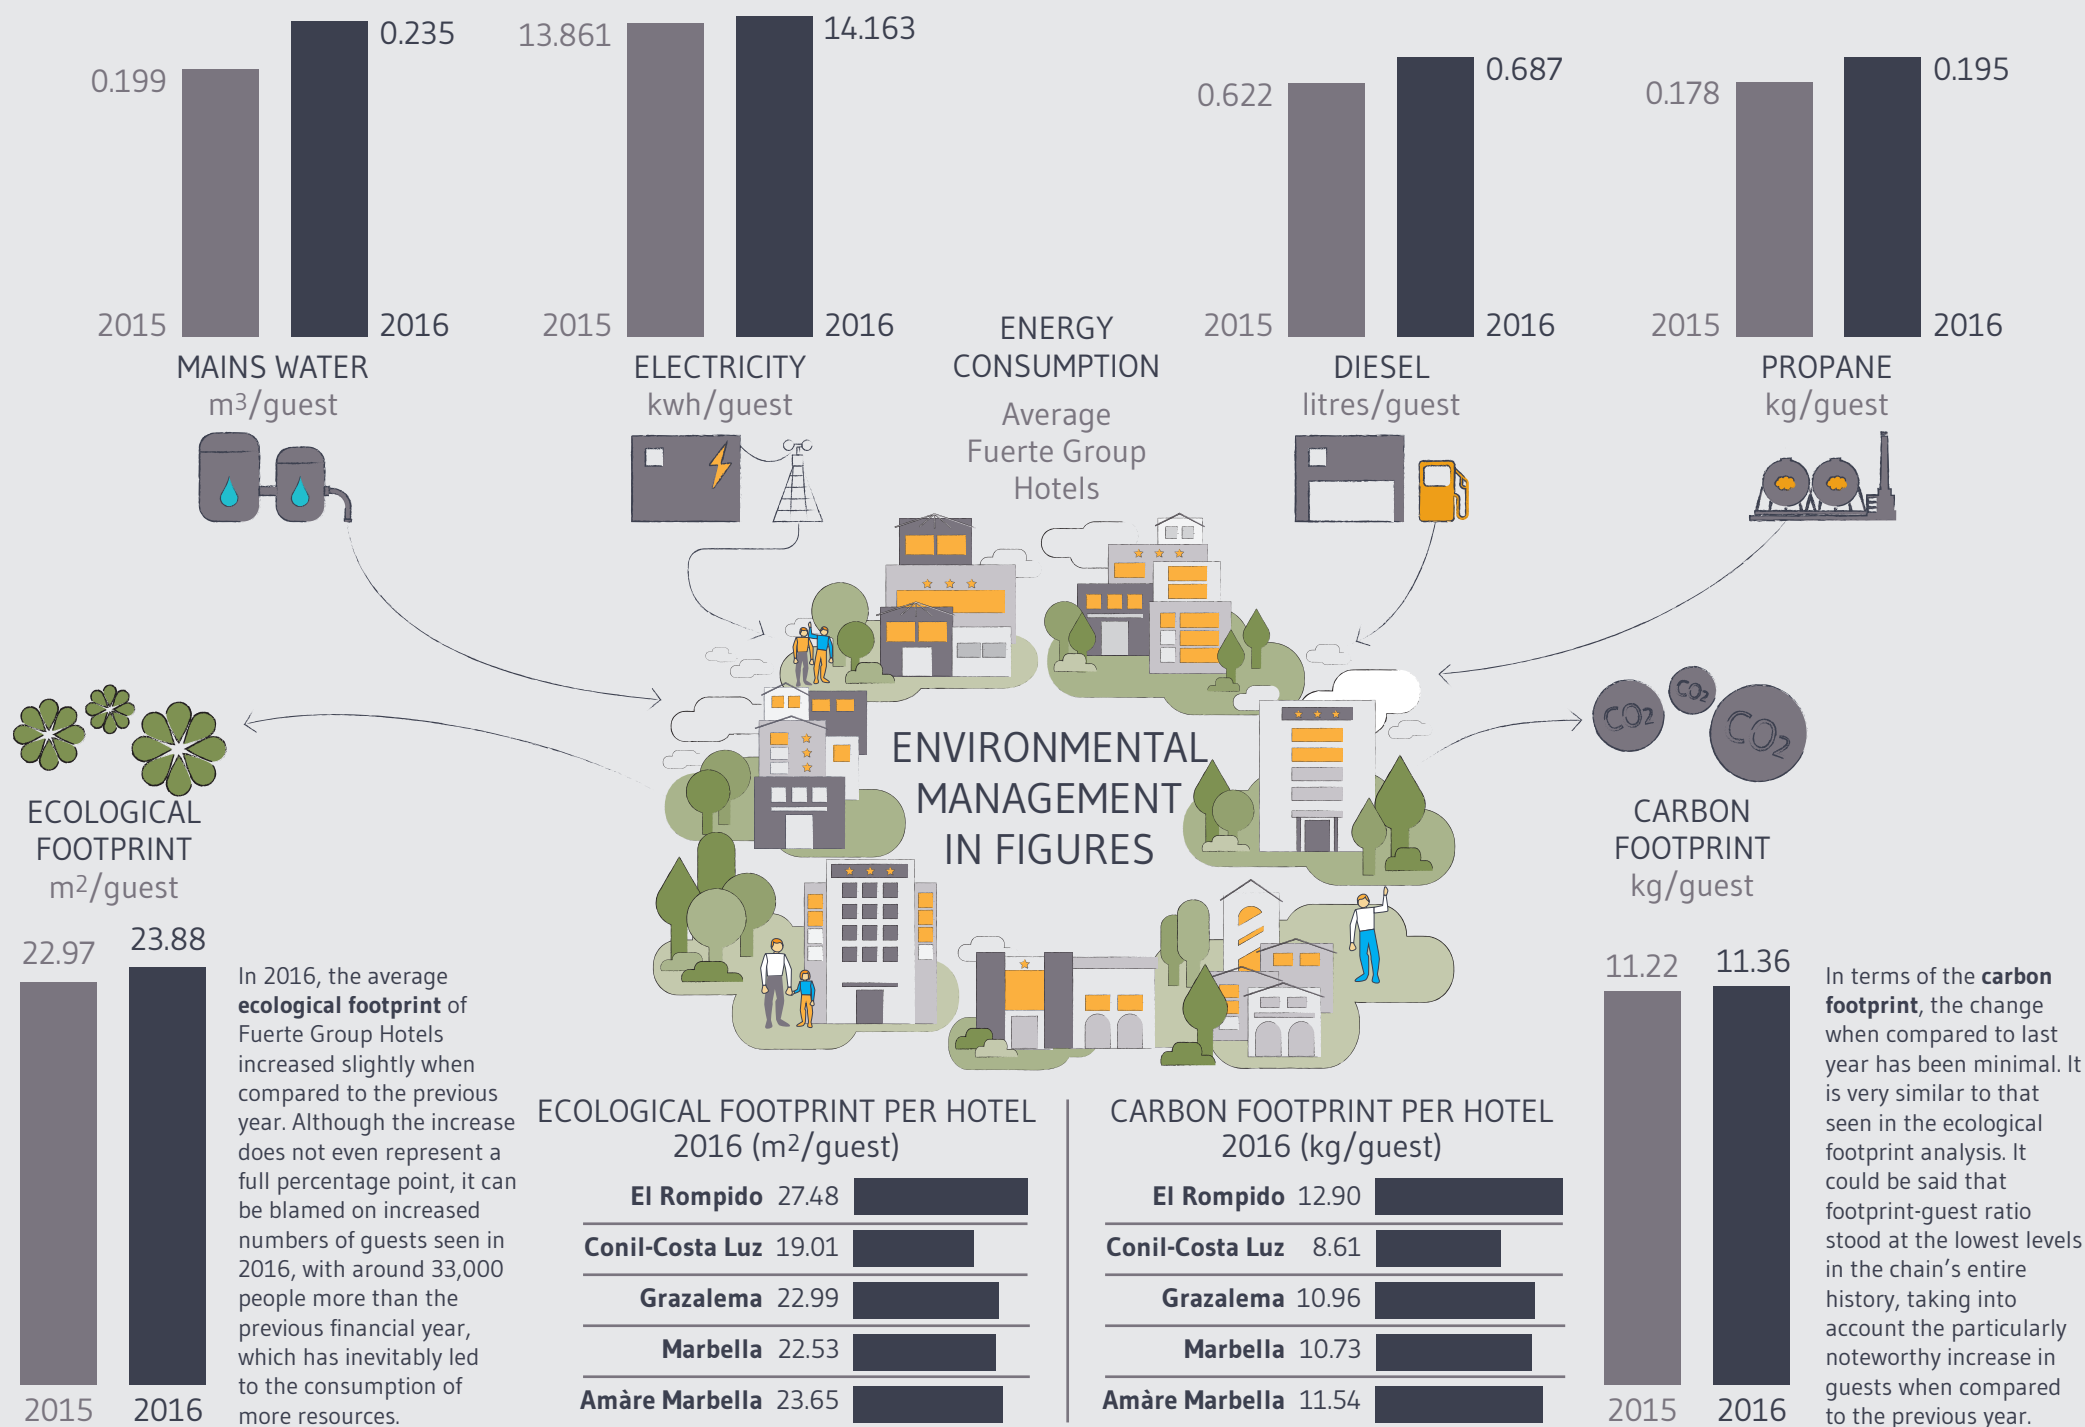 0.199
0.235
2015
2016
MAINS WATER
m3/guest
13.861
14.163
2015
2016
ELECTRICITY
kwh/guest
ENERGY
CONSUMPTION
Average
Fuerte Group
Hotels
0.622
0.687
2015
2016
DIESEL
litres/guest
0.178
0.195
2015
2016
PROPANE
kg/guest
ENVIRONMENTAL
MANAGEMENT
IN FIGURES
CO2
CO2
CO2
ECOLOGICAL
FOOTPRINT
m2/guest
22.97
23.88
2015
2016
In 2016, the average
ecological footprint of
Fuerte Group Hotels
increased slightly when
compared to the previous
year. Although the increase
does not even represent a
full percentage point, it can
be blamed on increased
numbers of guests seen in
2016, with around 33,000
people more than the
previous financial year,
which has inevitably led
to the consumption of
more resources.
ECOLOGICAL FOOTPRINT PER HOTEL
2016 (m2/guest)
El Rompido 27.48
Conil-Costa Luz 19.01
Grazalema 22.99
Marbella 22.53
Amàre Marbella 23.65
CARBON FOOTPRINT PER HOTEL
2016 (kg/guest)
El Rompido 12.90
Conil-Costa Luz 8.61
Grazalema 10.96
Marbella 10.73
Amàre Marbella 11.54
CARBON
FOOTPRINT
kg/guest
11.22
11.36
2015
2016
In terms of the carbon
footprint, the change
when compared to last
year has been minimal. It
is very similar to that
seen in the ecological
footprint analysis. It
could be said that
footprint-guest ratio
stood at the lowest levels
in the chain's entire
history, taking into
account the particularly
noteworthy increase in
guests when compared
to the previous year.